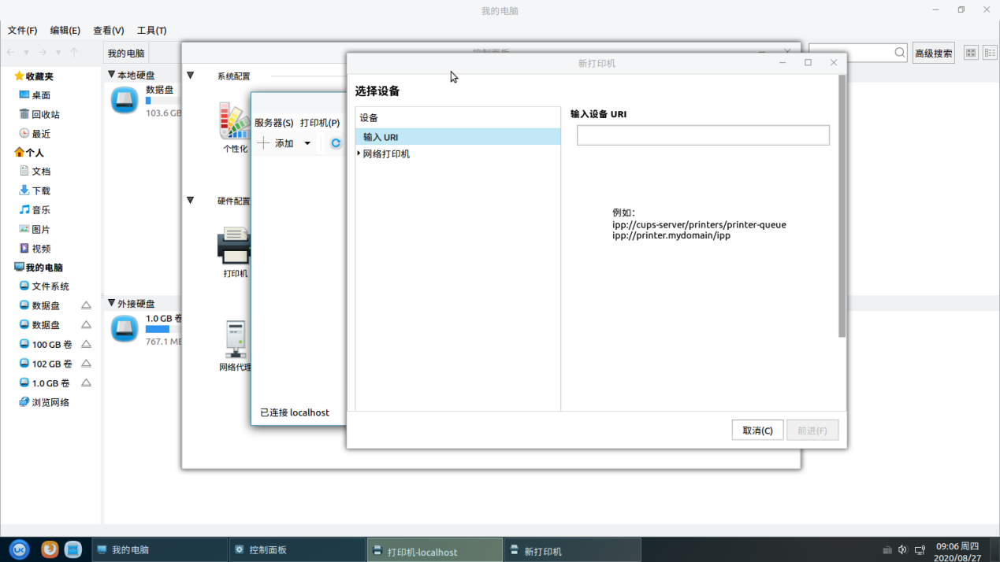 我的电脑
文件(F) 编辑(E) 查看(V) 工具(T)
我的电脑
高级搜索
收藏夹
桌面
回收站
最近
个人
文档
下载
音乐
图片
视频
我的电脑
文件系统
数据盘
数据盘
100 GB 卷
102 GB 卷
1.0 GB 卷
浏览网络
本地硬盘
数据盘
103.6 GB
外接硬盘
1.0 GB 卷
767.1 MB
控制面板
系统配置
个性化
硬件配置
打印机
网络代理
服务器(S) 打印机(P)
添加
已连接 localhost
新打印机
选择设备
设备
输入 URI
网络打印机
输入设备 URI
例如：
ipp://cups-server/printers/printer-queue
ipp://printer.mydomain/ipp
取消(C) 前进(F)
UK
我的电脑
控制面板
打印机-localhost
新打印机
09:06 周四
2020/08/27